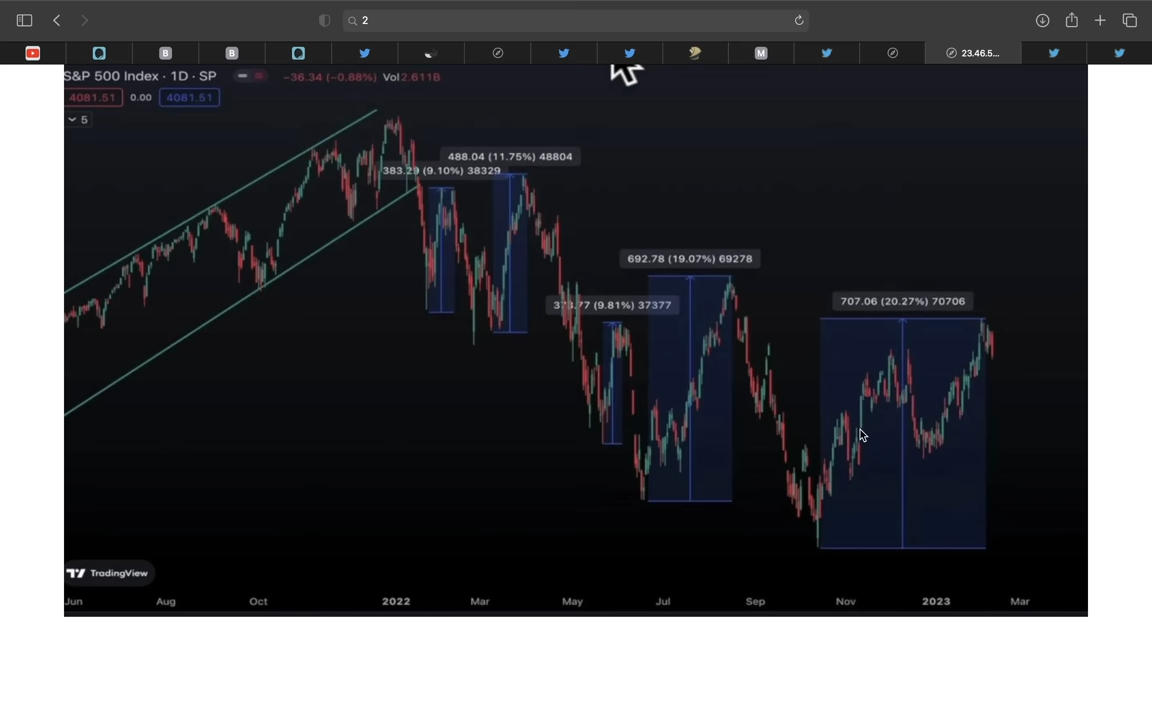 2
23.46.5...
S&P 500 Index · 1D · SP
−36.34 (−0.88%) Vol2.611B
4081.51 0.00 4081.51
5
488.04 (11.75%) 48804
383.29 (9.10%) 38329
692.78 (19.07%) 69278
707.06 (20.27%) 70706
(9.81%) 37377
TradingView
Jun Aug Oct 2022 Mar May Jul Sep Nov 2023 Mar